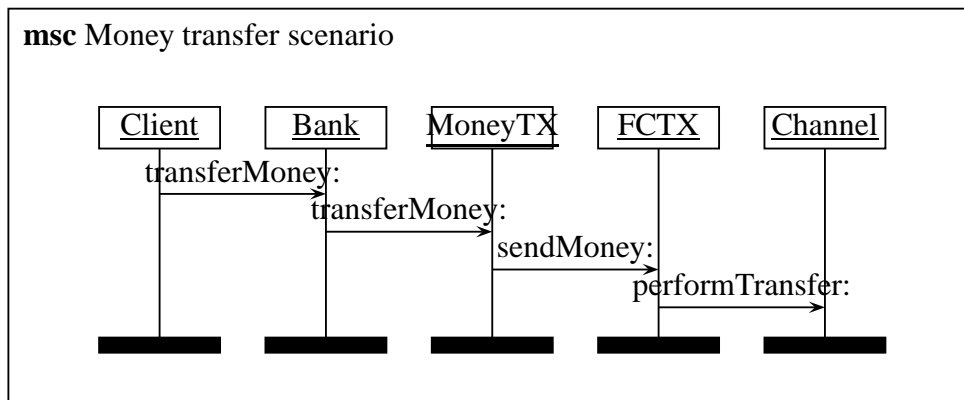 msc Money transfer scenario
Client Bank MoneyTX FCTX Channel
transferMoney:
transferMoney:
sendMoney:
performTransfer: